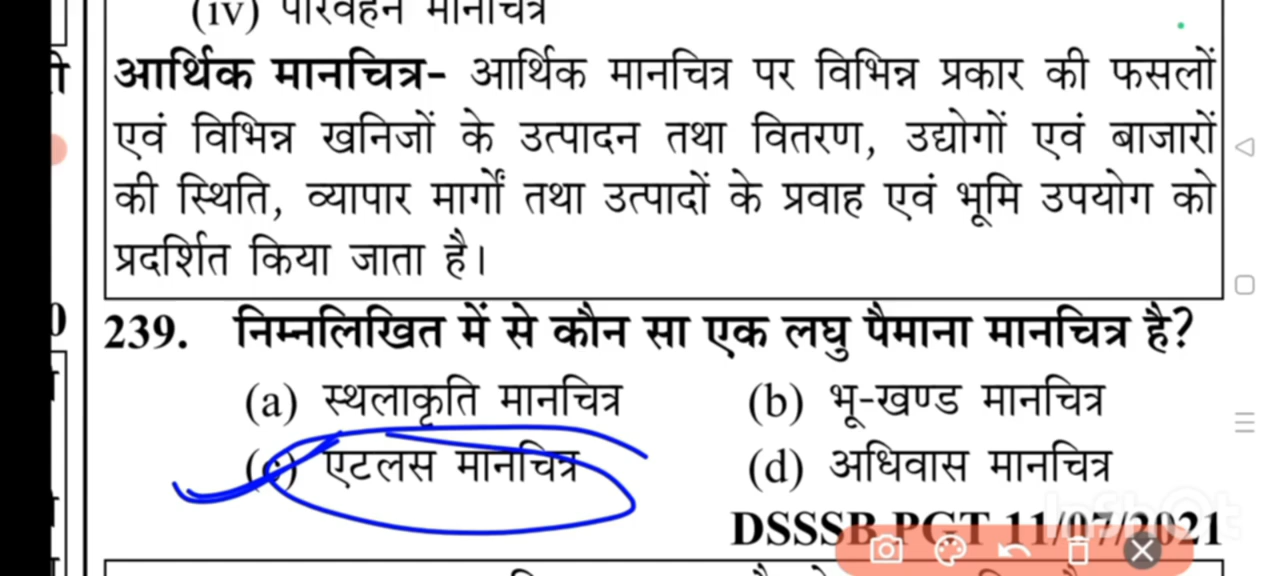 (iv) परिवहन मानचित्र
आर्थिक मानचित्र- आर्थिक मानचित्र पर विभिन्न प्रकार की फसलों
एवं विभिन्न खनिजों के उत्पादन तथा वितरण, उद्योगों एवं बाजारों
की स्थिति, व्यापार मार्गों तथा उत्पादों के प्रवाह एवं भूमि उपयोग को
प्रदर्शित किया जाता है।
239. निम्नलिखित में से कौन सा एक लघु पैमाना मानचित्र है?
(a) स्थलाकृति मानचित्र (b) भू-खण्ड मानचित्र
(c) एटलस मानचित्र (d) अधिवास मानचित्र
DSSSB PGT 11/07/2021
InShOt